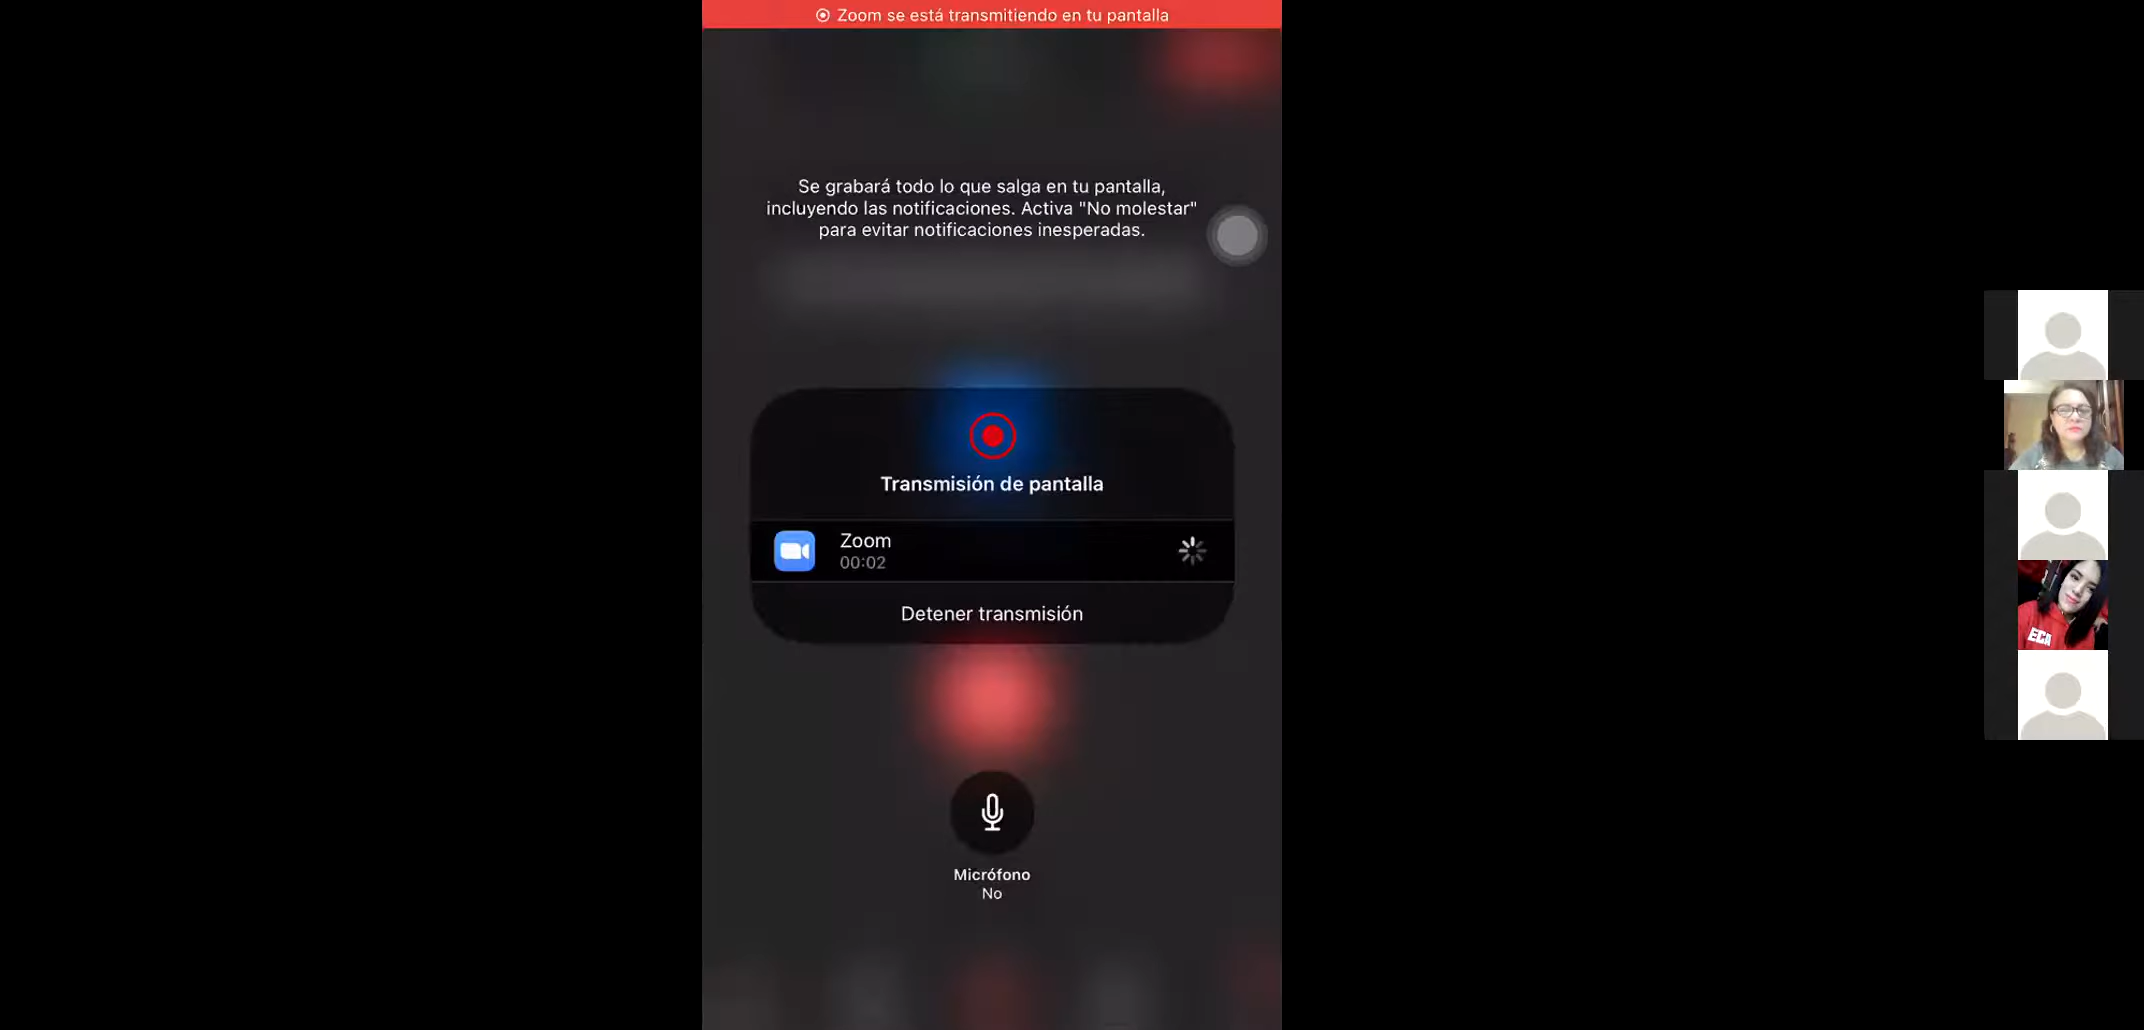 Zoom se está transmitiendo en tu pantalla
Se grabará todo lo que salga en tu pantalla,
incluyendo las notificaciones. Activa "No molestar"
para evitar notificaciones inesperadas.
Transmisión de pantalla
Zoom
00:02
Detener transmisión
Micrófono
No